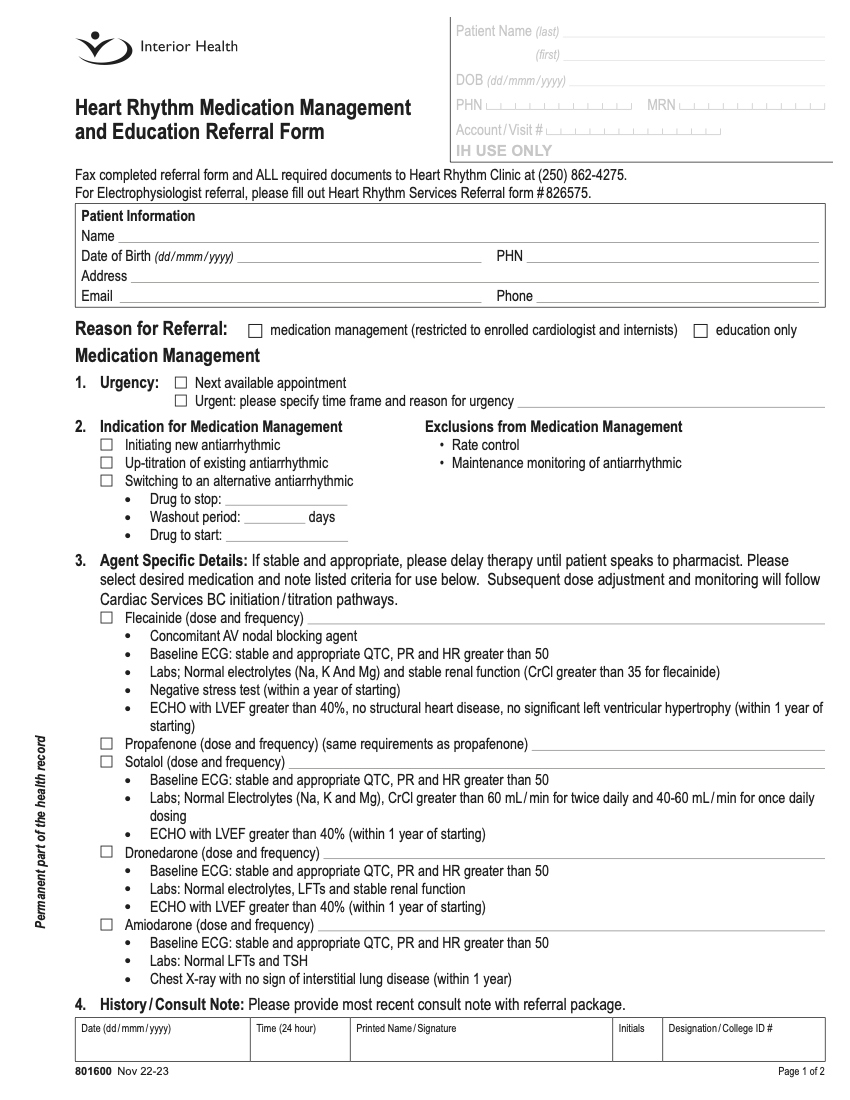 Interior Health
Patient Name (last)
(first)
DOB (dd/mmm/yyyy)
PHN MRN
Account/Visit #
IH USE ONLY
Heart Rhythm Medication Management
and Education Referral Form
Fax completed referral form and ALL required documents to Heart Rhythm Clinic at (250) 862-4275.
For Electrophysiologist referral, please fill out Heart Rhythm Services Referral form #826575.
Patient Information
Name
Date of Birth (dd/mmm/yyyy) PHN
Address
Email Phone
Reason for Referral: ☐ medication management (restricted to enrolled cardiologist and internists) ☐ education only
Medication Management
1. Urgency: ☐ Next available appointment
☐ Urgent: please specify time frame and reason for urgency
2. Indication for Medication Management
☐ Initiating new antiarrhythmic
☐ Up-titration of existing antiarrhythmic
☐ Switching to an alternative antiarrhythmic
• Drug to stop:
• Washout period: days
• Drug to start:
Exclusions from Medication Management
• Rate control
• Maintenance monitoring of antiarrhythmic
3. Agent Specific Details: If stable and appropriate, please delay therapy until patient speaks to pharmacist. Please
select desired medication and note listed criteria for use below. Subsequent dose adjustment and monitoring will follow
Cardiac Services BC initiation/titration pathways.
☐ Flecainide (dose and frequency)
• Concomitant AV nodal blocking agent
• Baseline ECG: stable and appropriate QTC, PR and HR greater than 50
• Labs; Normal electrolytes (Na, K And Mg) and stable renal function (CrCl greater than 35 for flecainide)
• Negative stress test (within a year of starting)
• ECHO with LVEF greater than 40%, no structural heart disease, no significant left ventricular hypertrophy (within 1 year of
starting)
☐ Propafenone (dose and frequency) (same requirements as propafenone)
☐ Sotalol (dose and frequency)
• Baseline ECG: stable and appropriate QTC, PR and HR greater than 50
• Labs; Normal Electrolytes (Na, K and Mg), CrCl greater than 60 mL/min for twice daily and 40-60 mL/min for once daily
dosing
• ECHO with LVEF greater than 40% (within 1 year of starting)
☐ Dronedarone (dose and frequency)
• Baseline ECG: stable and appropriate QTC, PR and HR greater than 50
• Labs: Normal electrolytes, LFTs and stable renal function
• ECHO with LVEF greater than 40% (within 1 year of starting)
☐ Amiodarone (dose and frequency)
• Baseline ECG: stable and appropriate QTC, PR and HR greater than 50
• Labs: Normal LFTs and TSH
• Chest X-ray with no sign of interstitial lung disease (within 1 year)
4. History/Consult Note: Please provide most recent consult note with referral package.
Date (dd/mmm/yyyy) Time (24 hour) Printed Name/Signature Initials Designation/College ID #
801600 Nov 22-23 Page 1 of 2
Permanent part of the health record